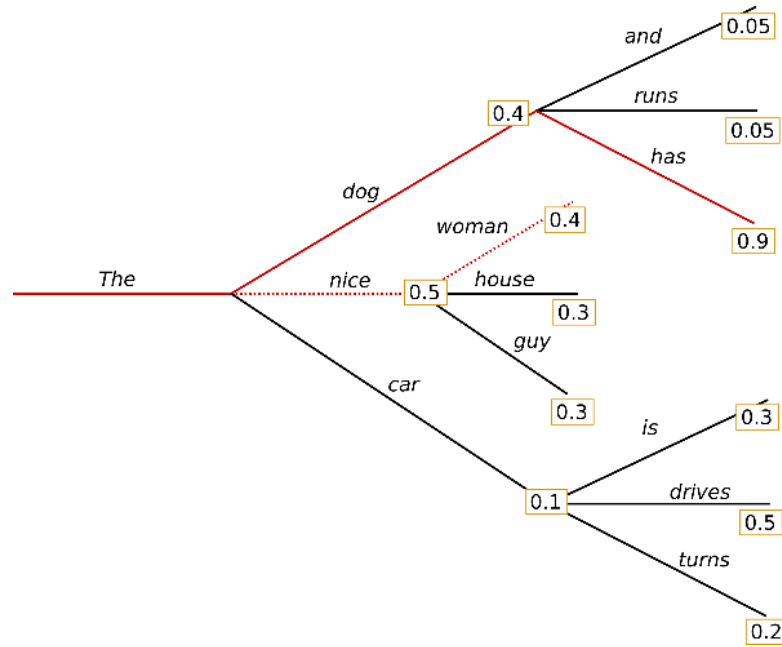 and
0.05
runs
0.4
0.05
has
dog
woman
0.4
0.9
The
nice
0.5
house
0.3
guy
car
0.3
is
0.3
drives
0.1
0.5
turns
0.2